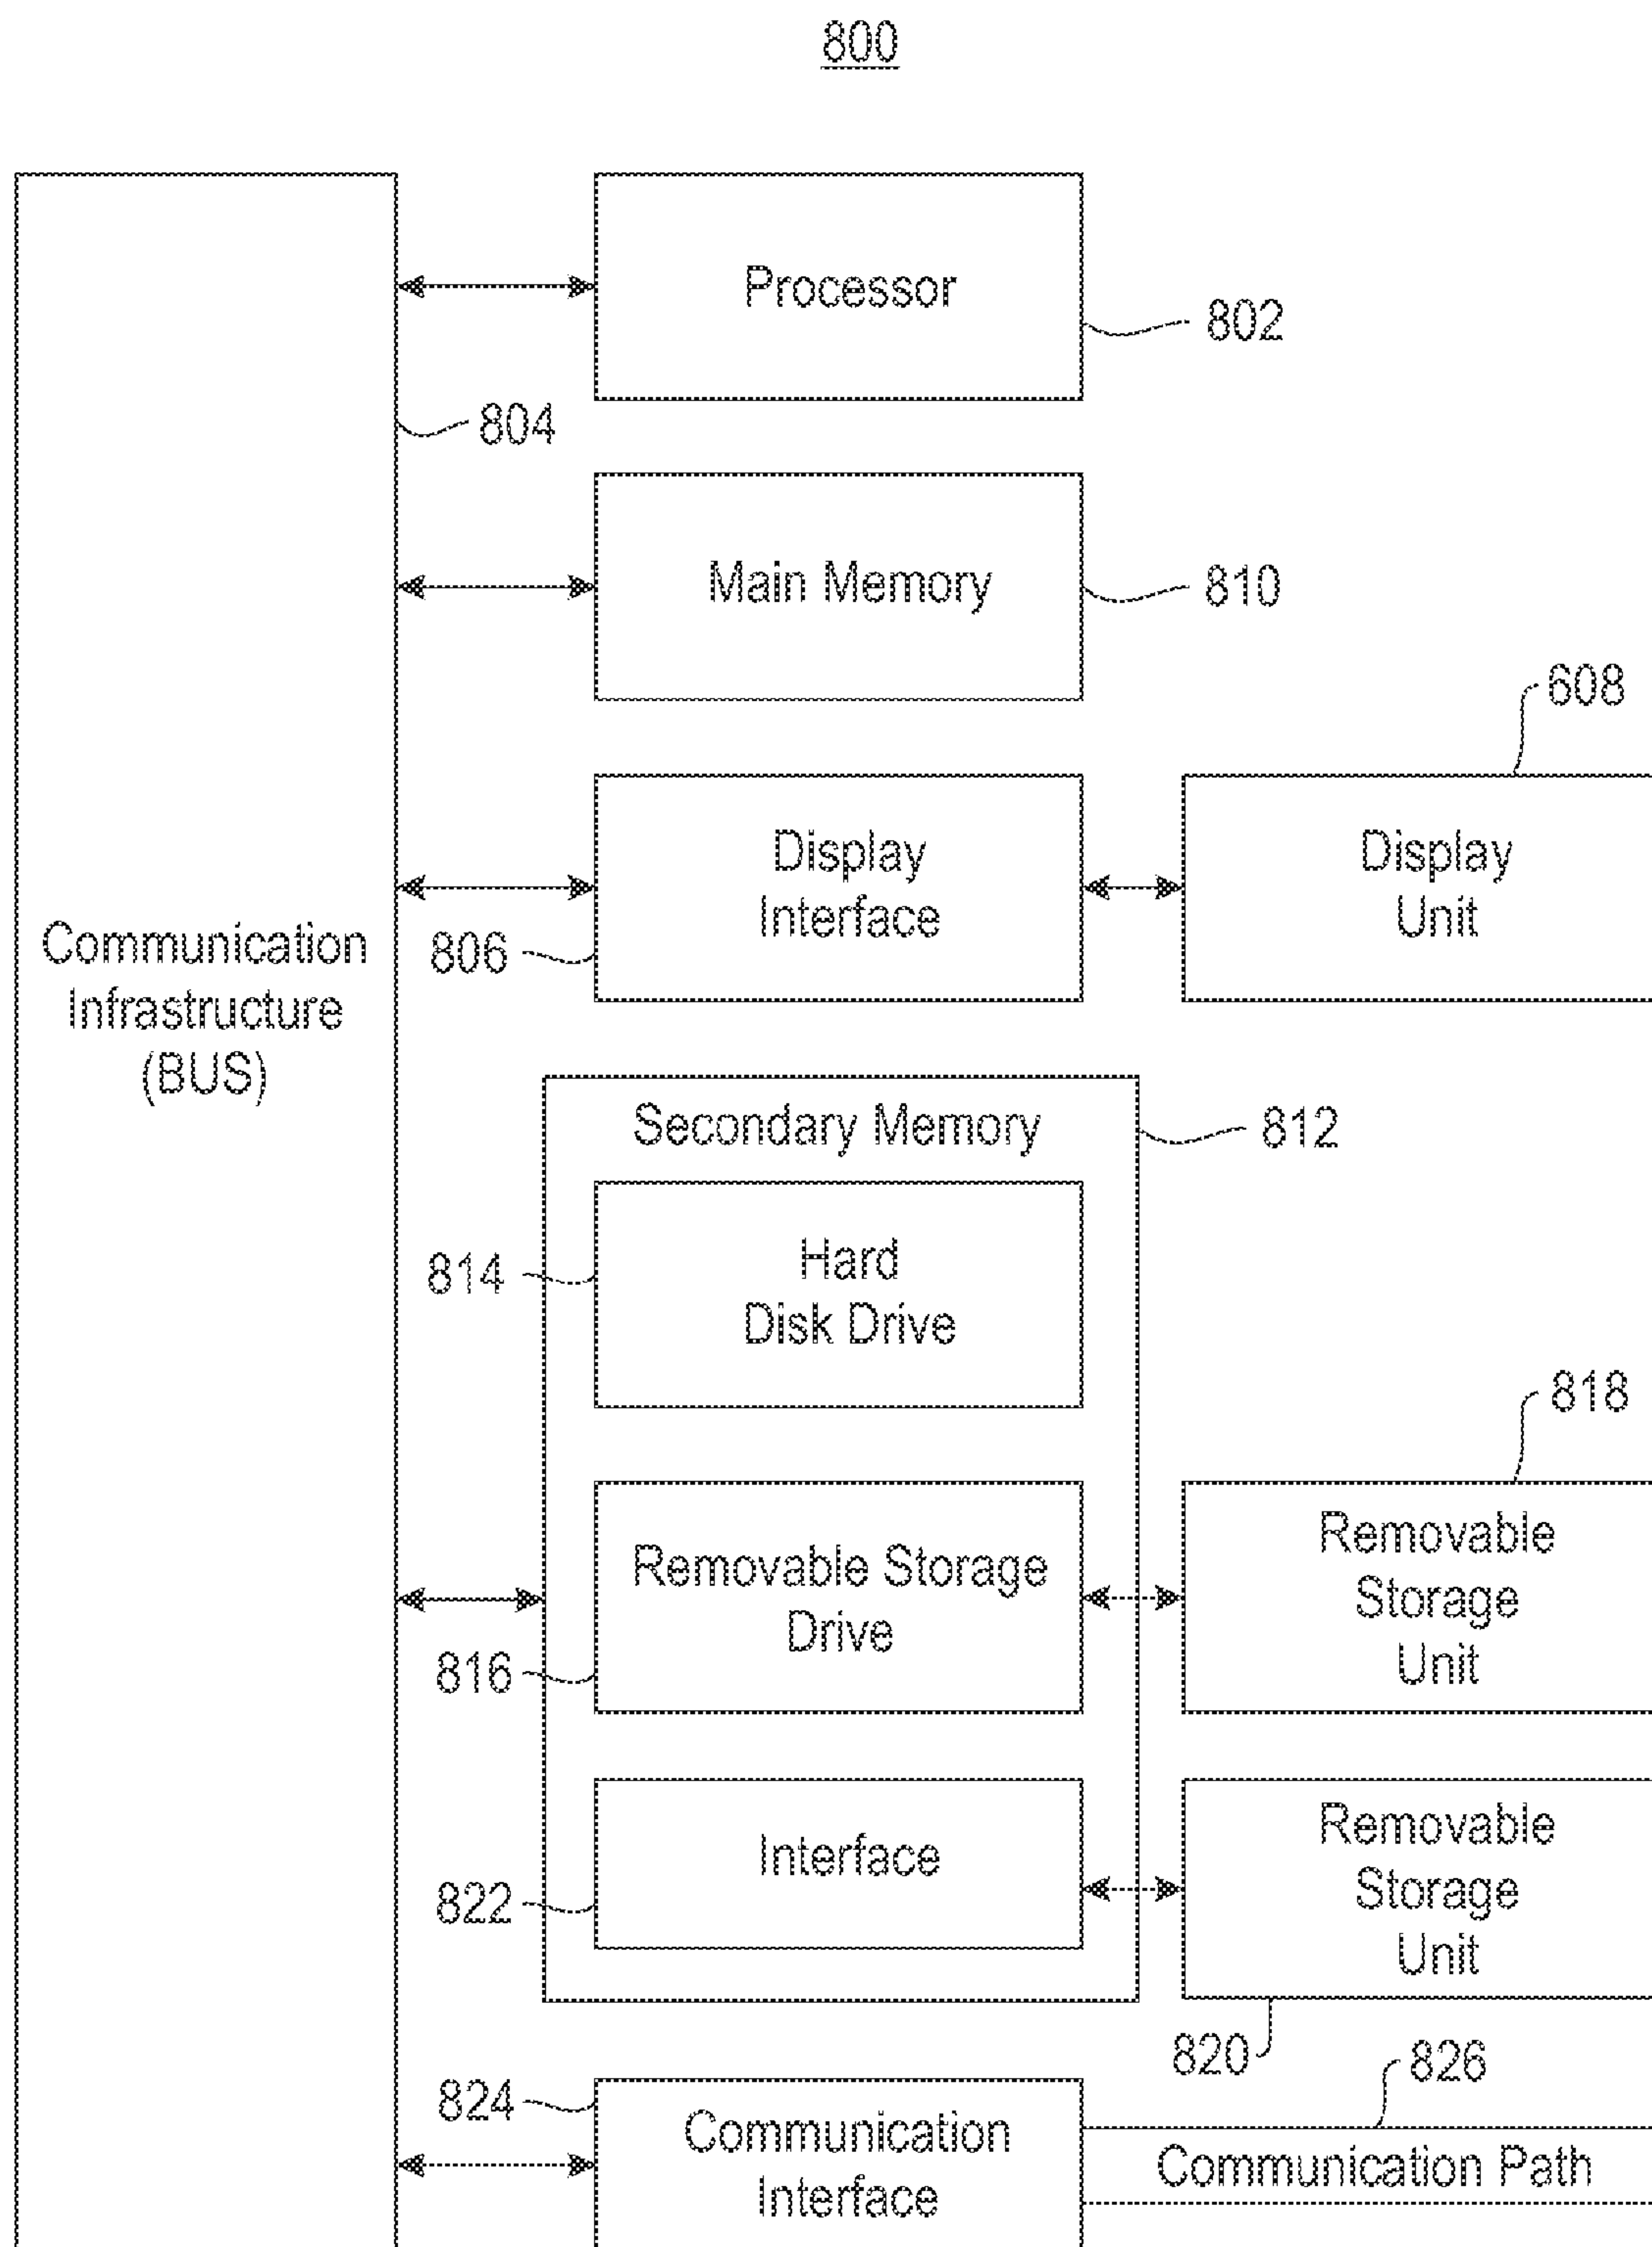 800
Processor
802
804
Main Memory
810
608
Display
Interface
806
Display
Unit
Communication
Infrastructure
(BUS)
Secondary Memory
812
Hard
Disk Drive
814
818
Removable Storage
Drive
816
Removable
Storage
Unit
Interface
822
Removable
Storage
Unit
820
826
824
Communication
Interface
Communication Path